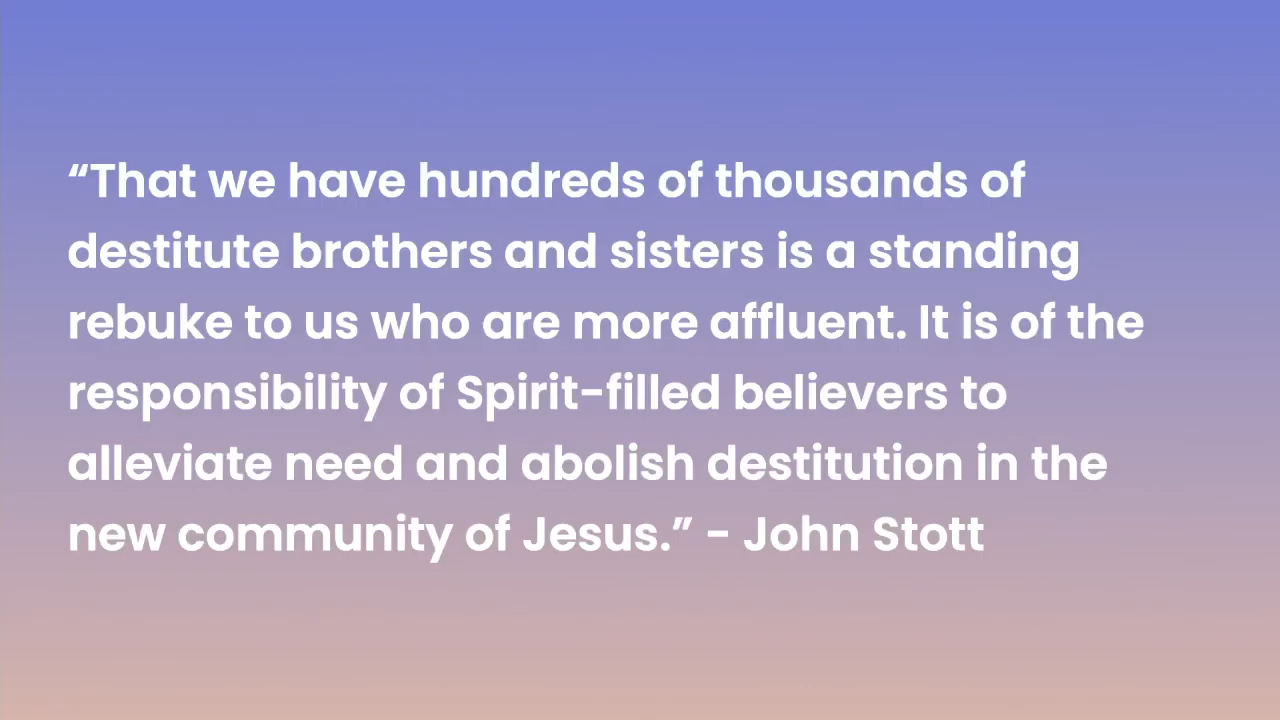 “That we have hundreds of thousands of
destitute brothers and sisters is a standing
rebuke to us who are more affluent. It is of the
responsibility of Spirit-filled believers to
alleviate need and abolish destitution in the
new community of Jesus.” - John Stott